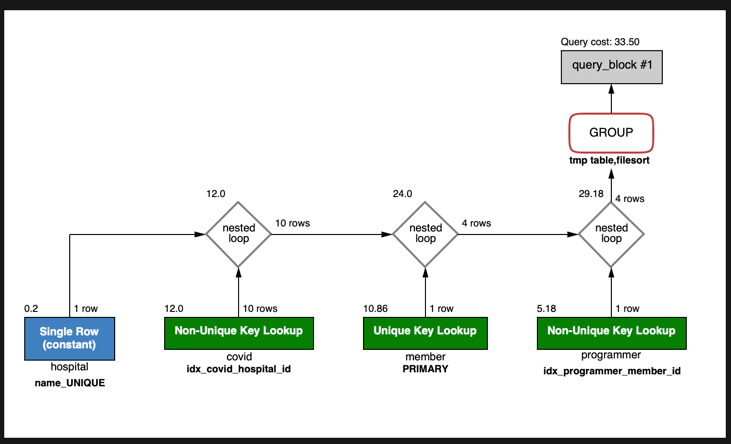 Query cost: 33.50
query_block #1
GROUP
tmp table,filesort
12.0
24.0
29.18
4 rows
nested
loop
10 rows
nested
loop
4 rows
nested
loop
0.2
1 row
12.0
10 rows
10.86
1 row
5.18
1 row
Single Row
(constant)
Non-Unique Key Lookup
Unique Key Lookup
Non-Unique Key Lookup
hospital
name_UNIQUE
covid
idx_covid_hospital_id
member
PRIMARY
programmer
idx_programmer_member_id